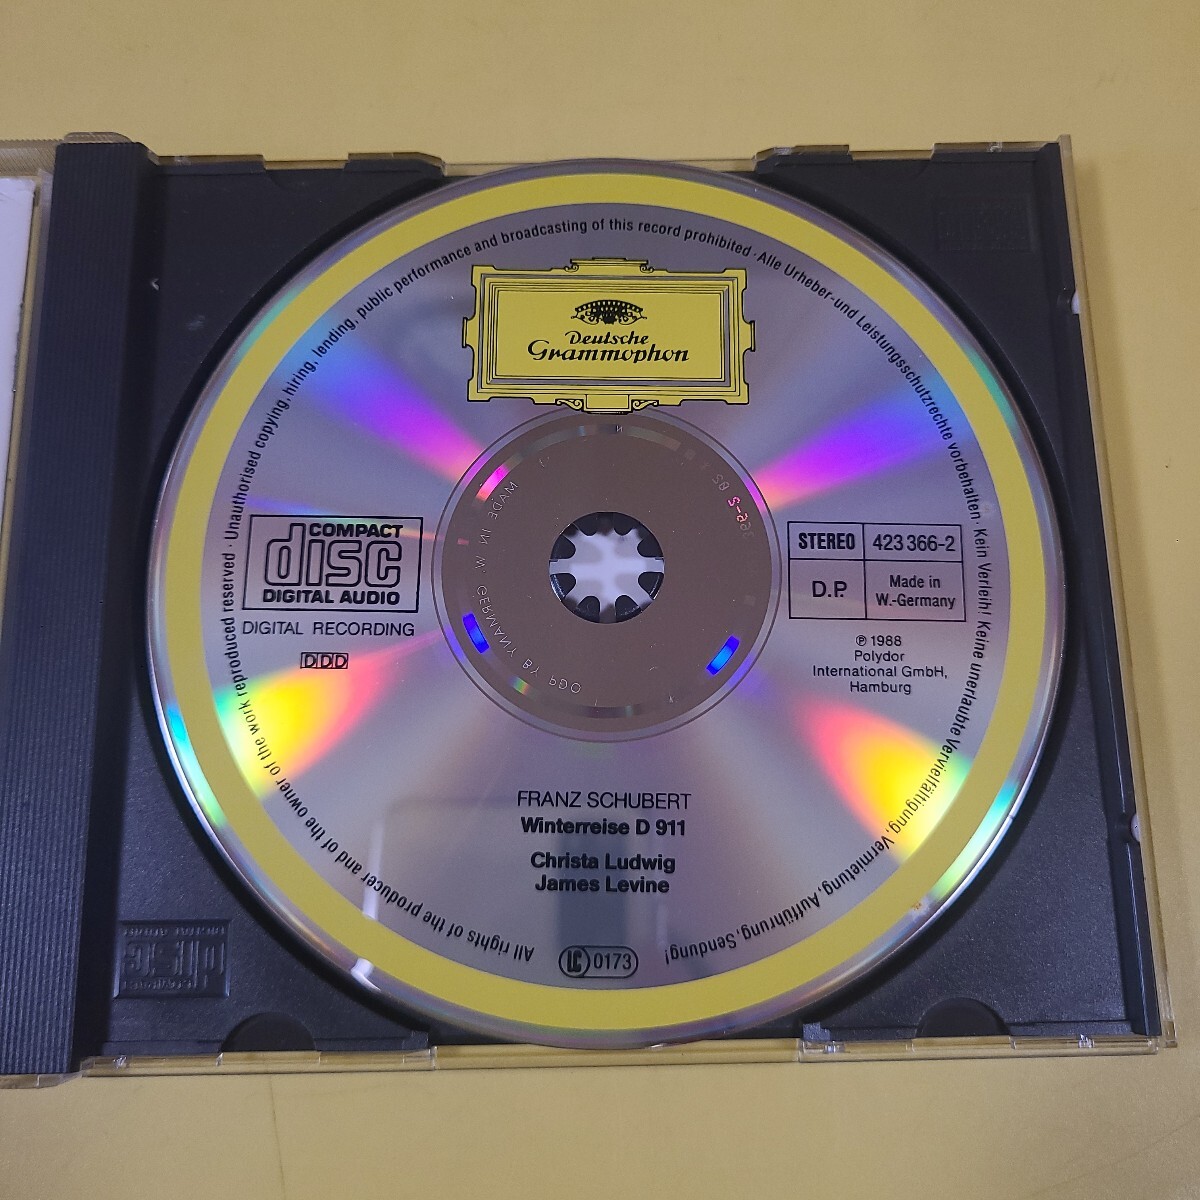 Unauthorised copying, hiring, lending, public performance and broadcasting of this record prohibited · Alle Urheber-und Leistungsschutzrechte vorbehalten · Kein Verleih! Keine unerlaubte Vervielfältigung, Vermietung, Aufführung, Sendung!
Deutsche
Grammophon
COMPACT
disc
DIGITAL AUDIO
DIGITAL RECORDING
DDD
STEREO
423 366-2
D.P.
Made in
W.-Germany
℗ 1988
Polydor
International GmbH,
Hamburg
MADE IN W. GERMANY BY PDO
FRANZ SCHUBERT
Winterreise D 911
Christa Ludwig
James Levine
LC 0173
All rights of the producer and of the owner of the work reproduced reserved ·